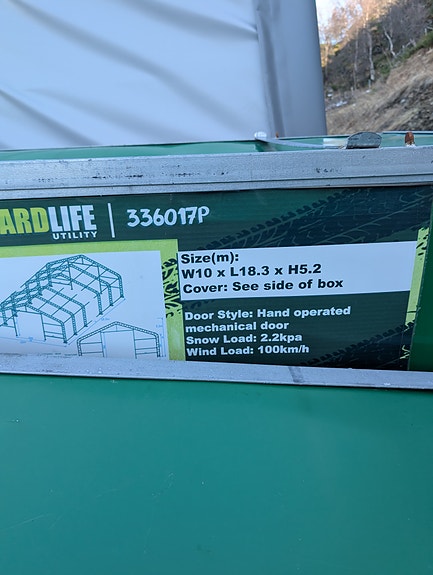 ARDLIFE
UTILITY
336017P
Size(m):
W10 x L18.3 x H5.2
Cover: See side of box
Door Style: Hand operated
mechanical door
Snow Load: 2.2kpa
Wind Load: 100km/h